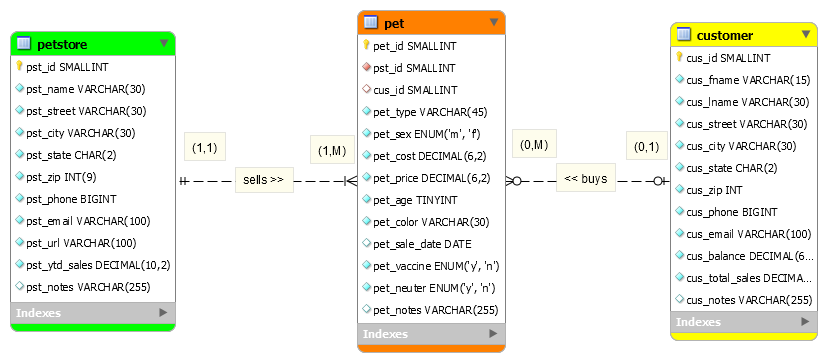 petstore
pst_id SMALLINT
pst_name VARCHAR(30)
pst_street VARCHAR(30)
pst_city VARCHAR(30)
pst_state CHAR(2)
pst_zip INT(9)
pst_phone BIGINT
pst_email VARCHAR(100)
pst_url VARCHAR(100)
pst_ytd_sales DECIMAL(10,2)
pst_notes VARCHAR(255)
Indexes
(1,1)
sells >>
(1,M)
pet
pet_id SMALLINT
pst_id SMALLINT
cus_id SMALLINT
pet_type VARCHAR(45)
pet_sex ENUM('m', 'f')
pet_cost DECIMAL(6,2)
pet_price DECIMAL(6,2)
pet_age TINYINT
pet_color VARCHAR(30)
pet_sale_date DATE
pet_vaccine ENUM('y', 'n')
pet_neuter ENUM('y', 'n')
pet_notes VARCHAR(255)
Indexes
(0,M)
<< buys
(0,1)
customer
cus_id SMALLINT
cus_fname VARCHAR(15)
cus_lname VARCHAR(30)
cus_street VARCHAR(30)
cus_city VARCHAR(30)
cus_state CHAR(2)
cus_zip INT
cus_phone BIGINT
cus_email VARCHAR(100)
cus_balance DECIMAL(6...
cus_total_sales DECIMA...
cus_notes VARCHAR(255)
Indexes